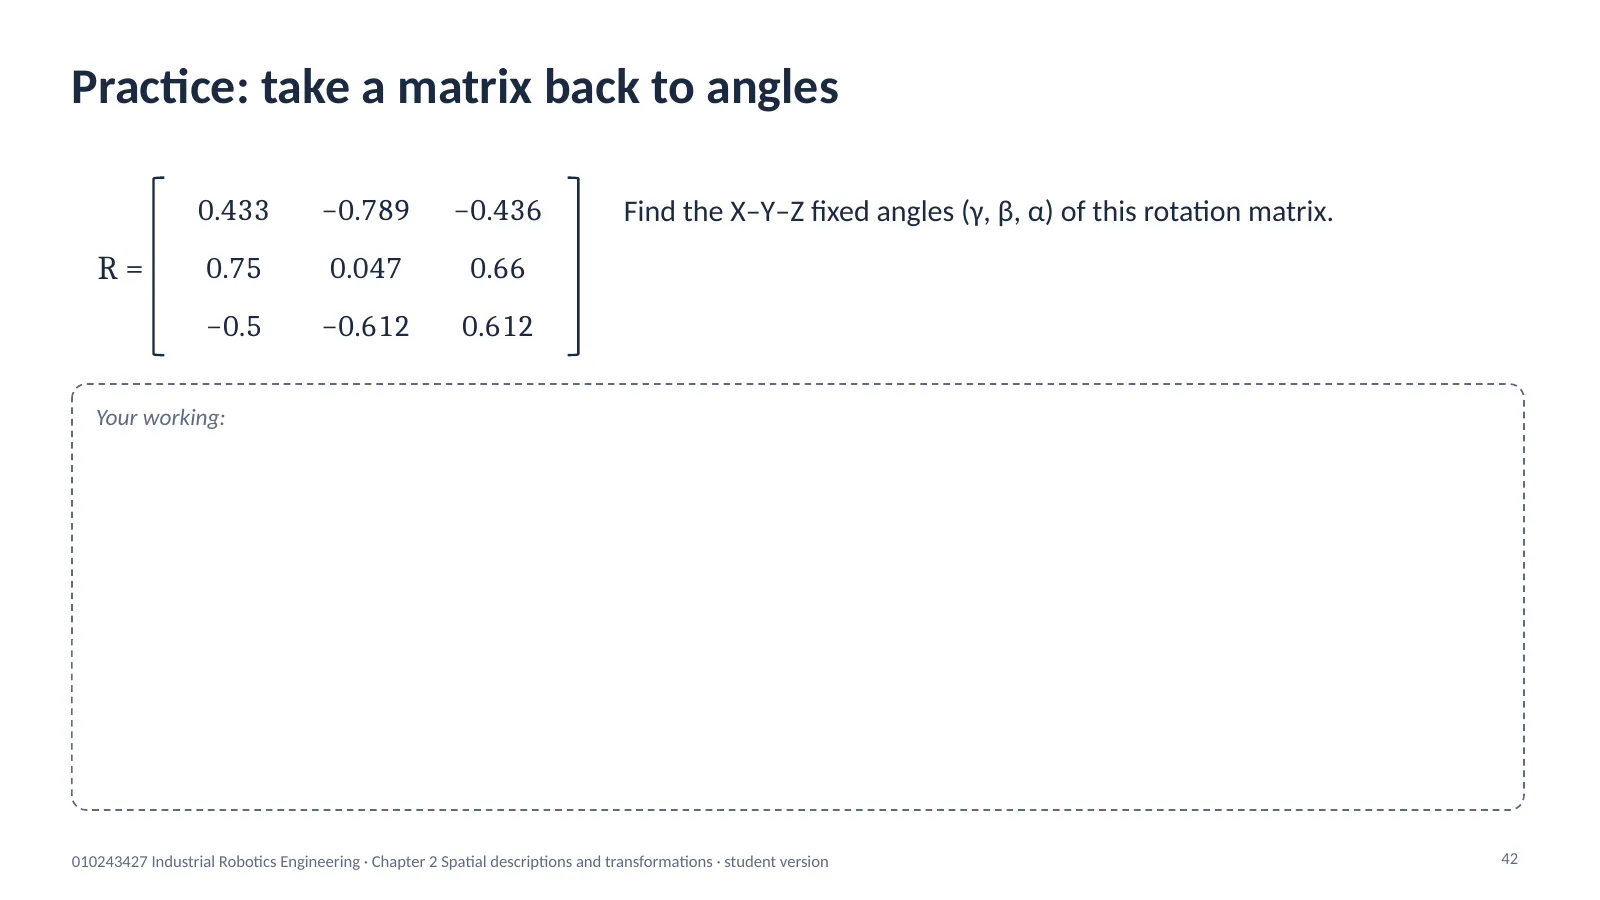 Practice: take a matrix back to angles
0.433 −0.789 −0.436
Find the X–Y–Z fixed angles (γ, β, α) of this rotation matrix.
R = 0.75 0.047 0.66
−0.5 −0.612 0.612
Your working:
010243427 Industrial Robotics Engineering · Chapter 2 Spatial descriptions and transformations · student version
42